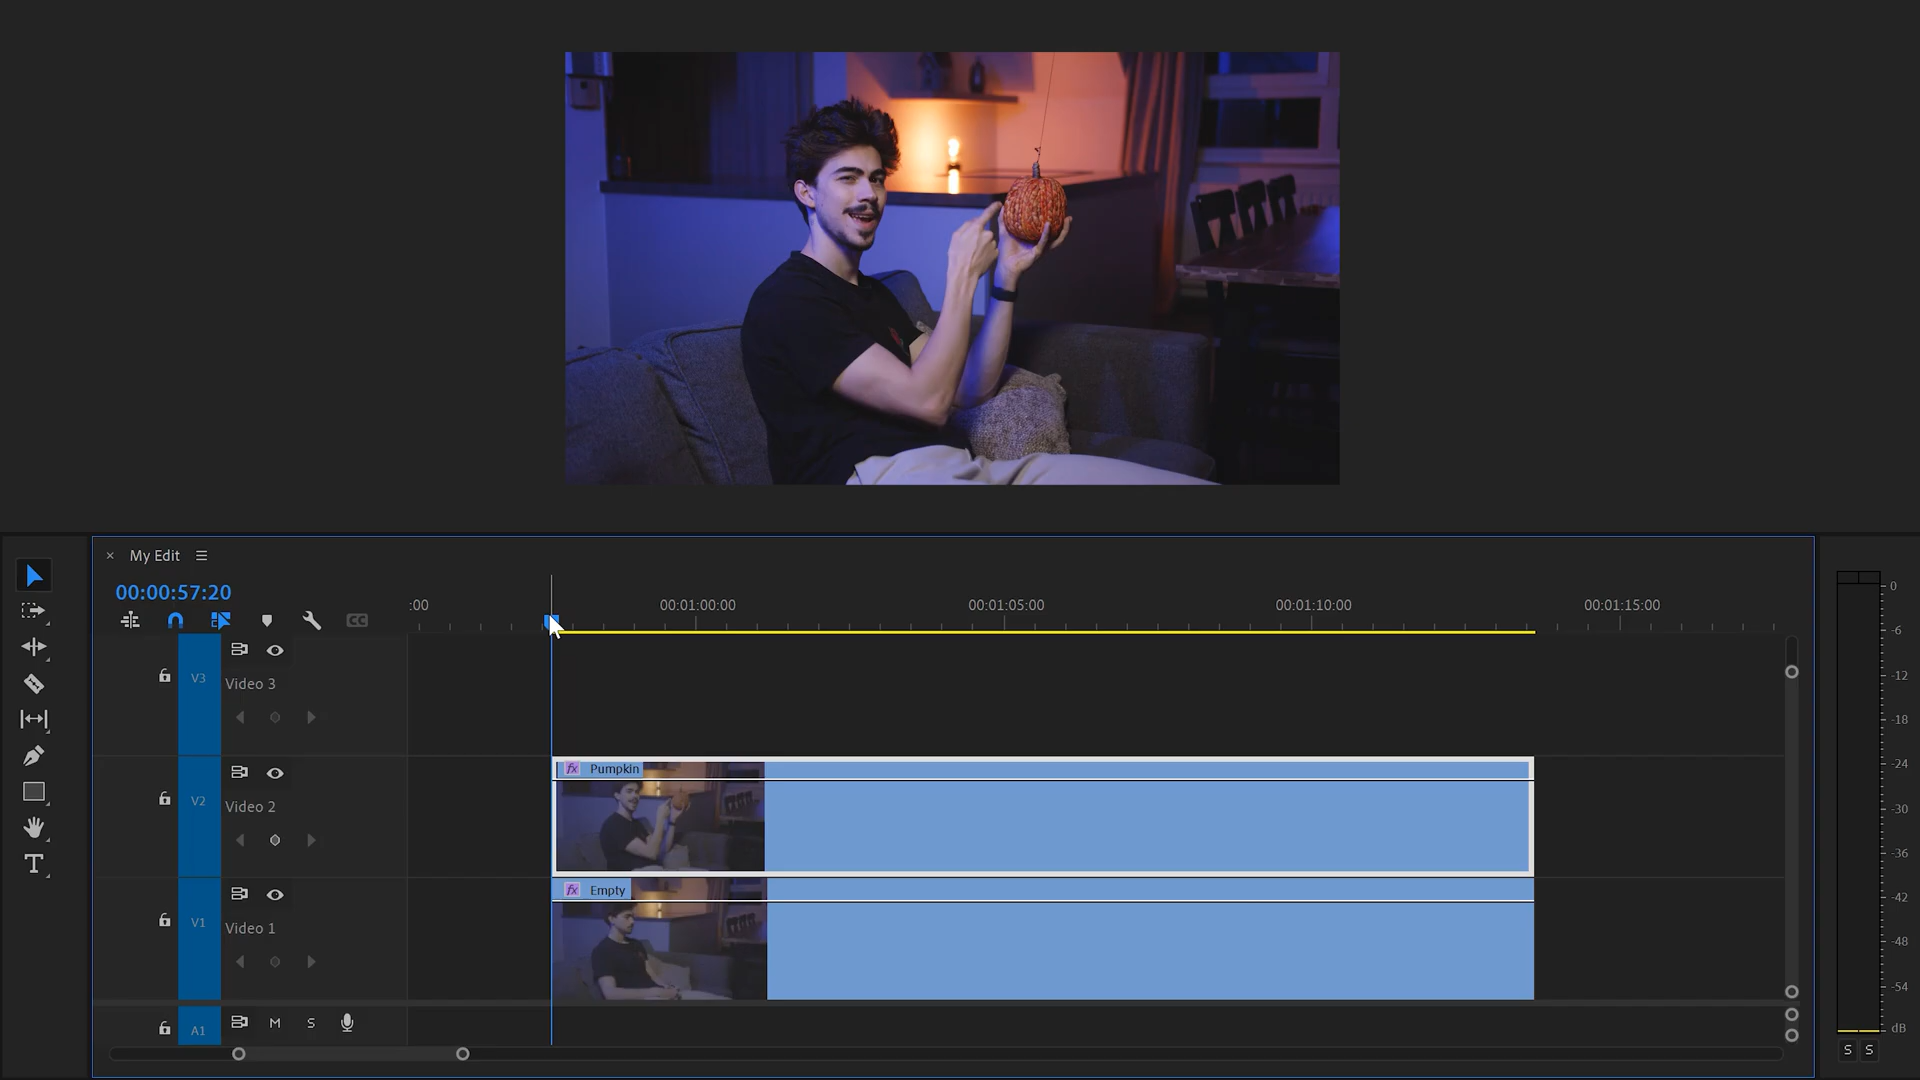 My Edit
00:00:57:20
:00 00:01:00:00 00:01:05:00 00:01:10:00 00:01:15:00
CC
V3 Video 3
fx Pumpkin
V2 Video 2
fx Empty
V1 Video 1
A1 M S
T
0
-6
-12
-18
-24
-30
-36
-42
-48
-54
dB
S S